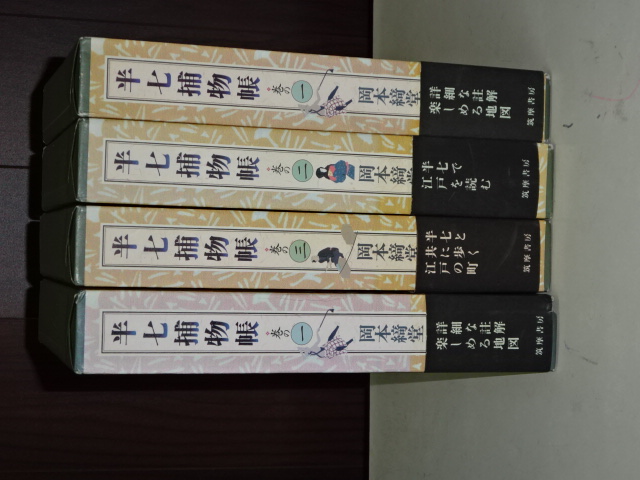 半七捕物帳 巻の一 岡本綺堂
詳細な註解
楽しめる地図
筑摩書房
半七捕物帳 巻の二 岡本綺堂
半七で
江戸を読む
筑摩書房
半七捕物帳 巻の三 岡本綺堂
半七と
共に歩く
江戸の町
筑摩書房
半七捕物帳 巻の一 岡本綺堂
詳細な註解
楽しめる地図
筑摩書房